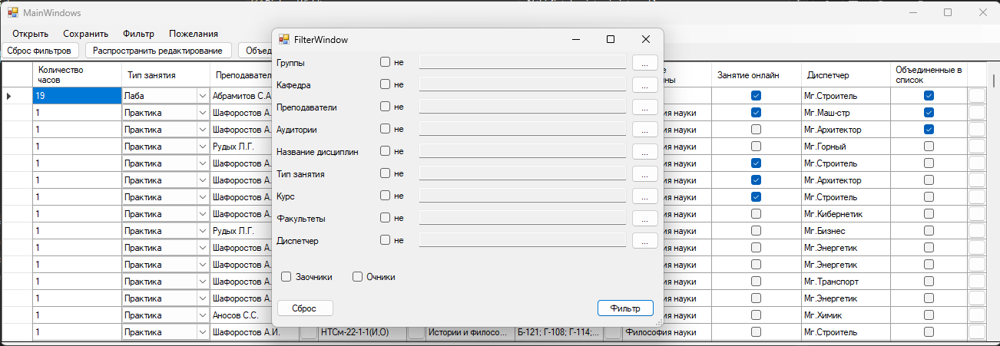 MainWindows
Открыть Сохранить Фильтр Пожелания
Сброс фильтров Распространить редактирование Объед
Количество часов Тип занятия Преподавател Занятие онлайн Диспетчер Объединенные в список
19 Лаба Абрамитов С.А Мг.Строитель
1 Практика Шафоростов А. ия науки Мг.Маш-стр
1 Практика Шафоростов А. ия науки Мг.Архитектор
1 Практика Рудых Л.Г. ия науки Мг.Горный
1 Практика Шафоростов А. ия науки Мг.Строитель
1 Практика Шафоростов А. ия науки Мг.Архитектор
1 Практика Шафоростов А. ия науки Мг.Строитель
1 Практика Шафоростов А. ия науки Мг.Кибернетик
1 Практика Рудых Л.Г. ия науки Мг.Бизнес
1 Практика Шафоростов А. ия науки Мг.Энергетик
1 Практика Шафоростов А. ия науки Мг.Энергетик
1 Практика Шафоростов А. ия науки Мг.Транспорт
1 Практика Шафоростов А. ия науки Мг.Энергетик
1 Практика Аносов С.С. ия науки Мг.Химик
1 Практика Шафоростов А.И. НТСм-22-1-1(И,О) Истории и филосо... Б-121; Г-108; Г-114;... Философия науки Мг.Строитель
FilterWindow
Группы не ...
Кафедра не ...
Преподаватели не ...
Аудитории не ...
Название дисциплин не ...
Тип занятия не ...
Курс не ...
Факультеты не ...
Диспетчер не ...
Заочники Очники
Сброс Фильтр